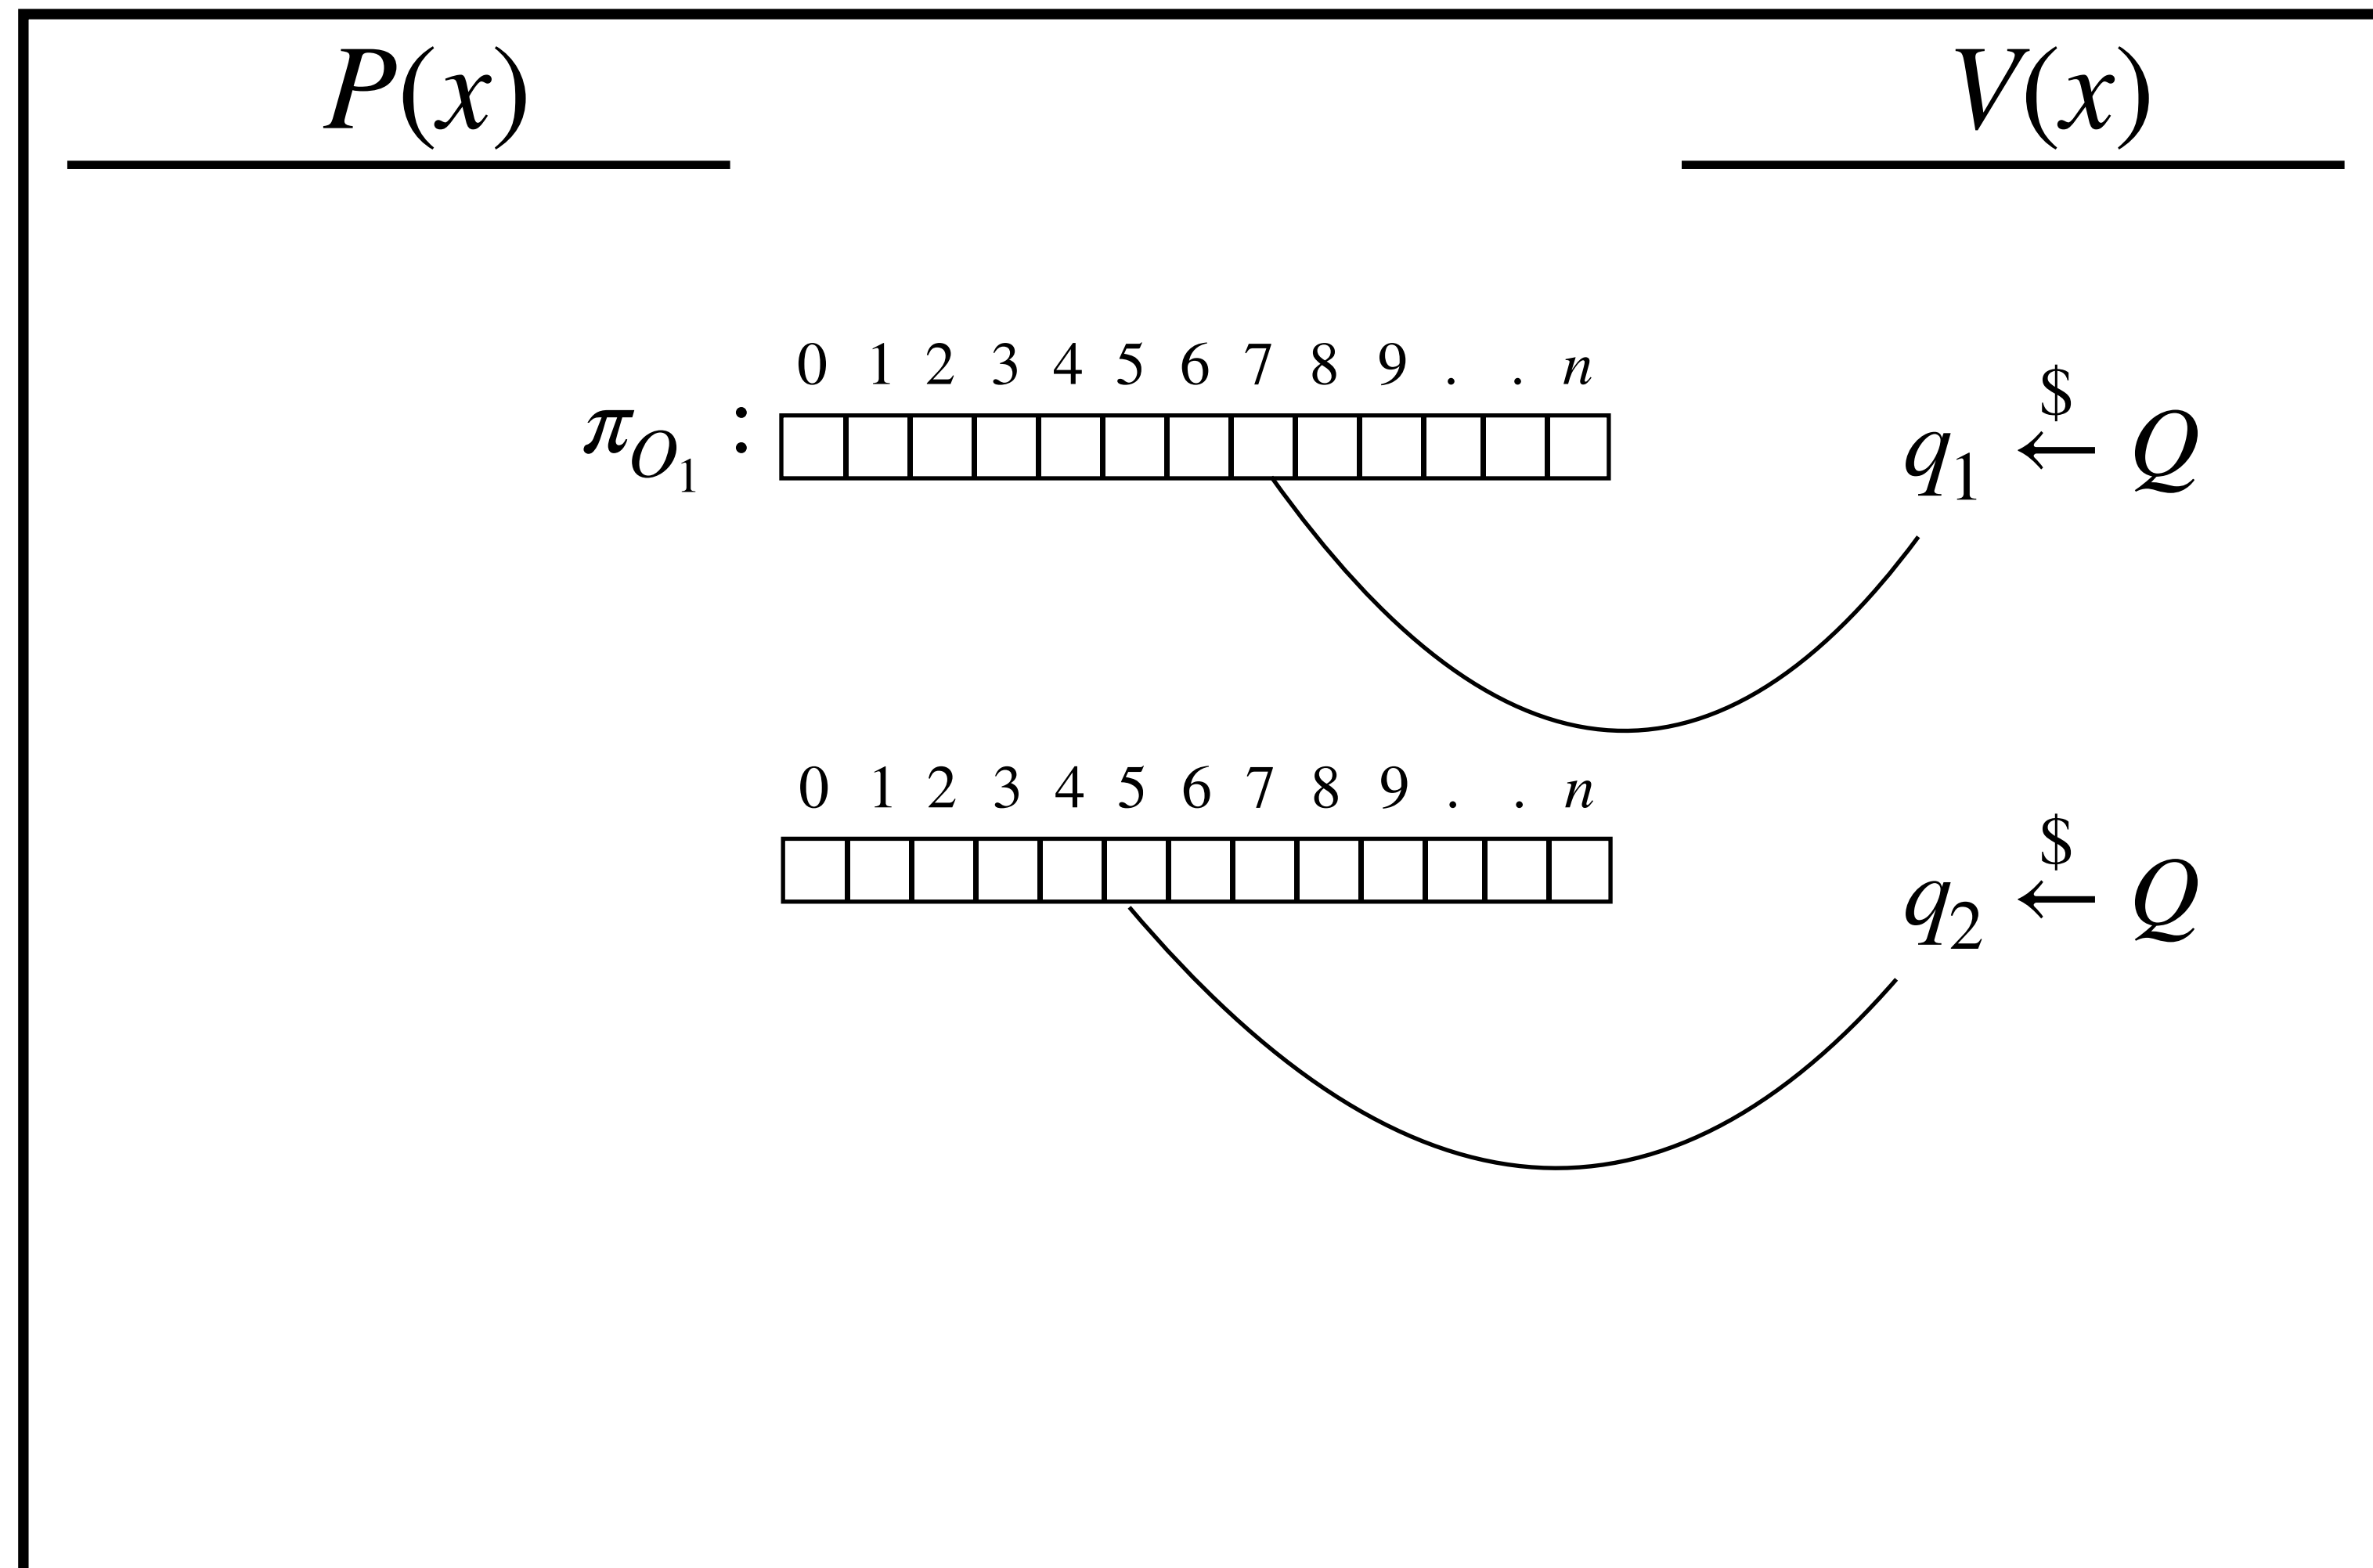 P(x) V(x)
0 1 2 3 4 5 6 7 8 9 . . n
π_{O_1} : q_1 $← Q
0 1 2 3 4 5 6 7 8 9 . . n
q_2 $← Q